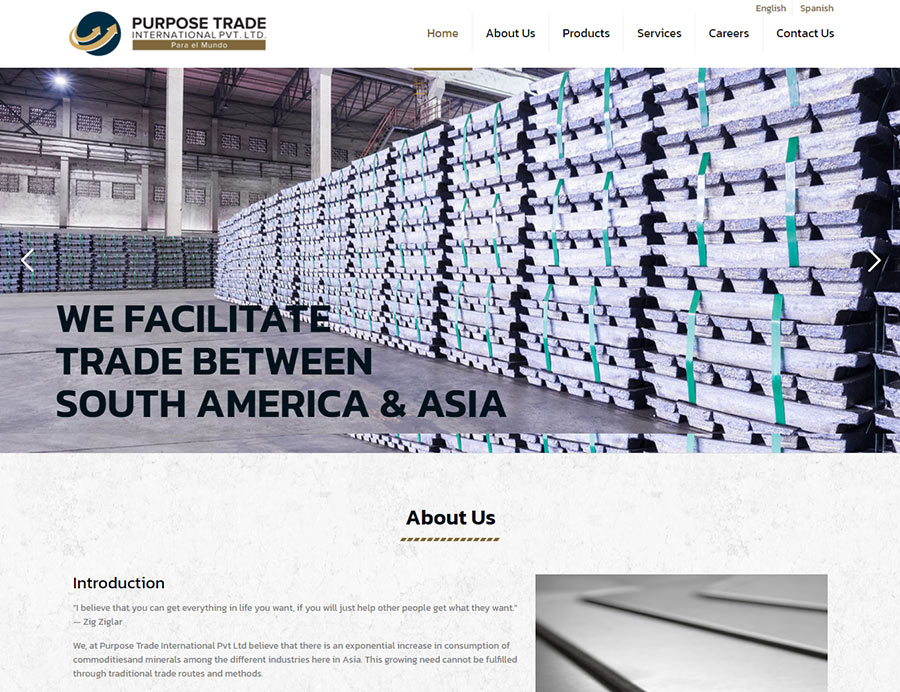 English
Spanish
PURPOSE TRADE
INTERNATIONAL PVT. LTD.
Para el Mundo
Home
About Us
Products
Services
Careers
Contact Us
WE FACILITATE
TRADE BETWEEN
SOUTH AMERICA & ASIA
About Us
Introduction
"I believe that you can get everything in life you want, if you will just help other people get what they want."
— Zig Ziglar
We, at Purpose Trade International Pvt Ltd believe that there is an exponential increase in consumption of
commoditiesand minerals among the different industries here in Asia. This growing need cannot be fulfilled
through traditional trade routes and methods.